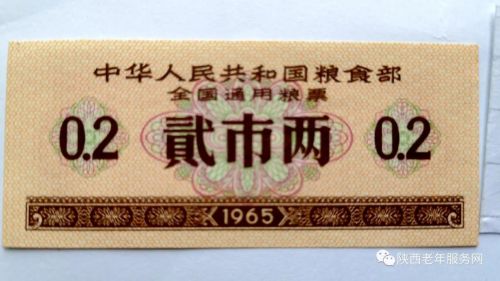 中华人民共和国粮食部
全国通用粮票
0.2 贰市两 0.2
1965
陕西老年服务网